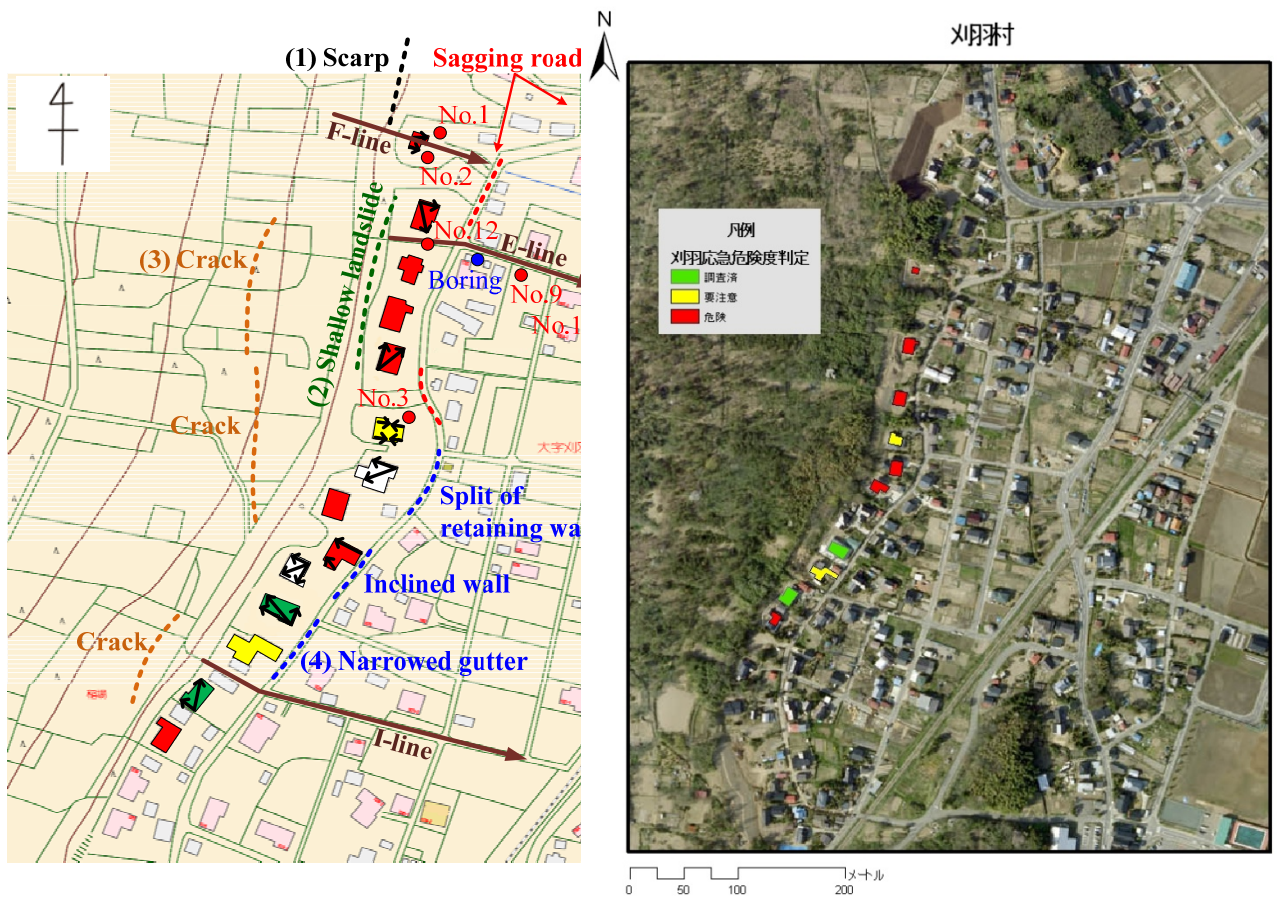 (1) Scarp
Sagging road
No.1
F-line
No.2
No.12
E-line
(3) Crack
Boring
No.9
No.1
(2) Shallow landslide
No.3
Crack
大字刈
Split of
retaining wa
Inclined wall
Crack
(4) Narrowed gutter
I-line
N
刈羽村
凡例
刈羽応急危険度判定
調査済
要注意
危険
0 50 100 200
メートル